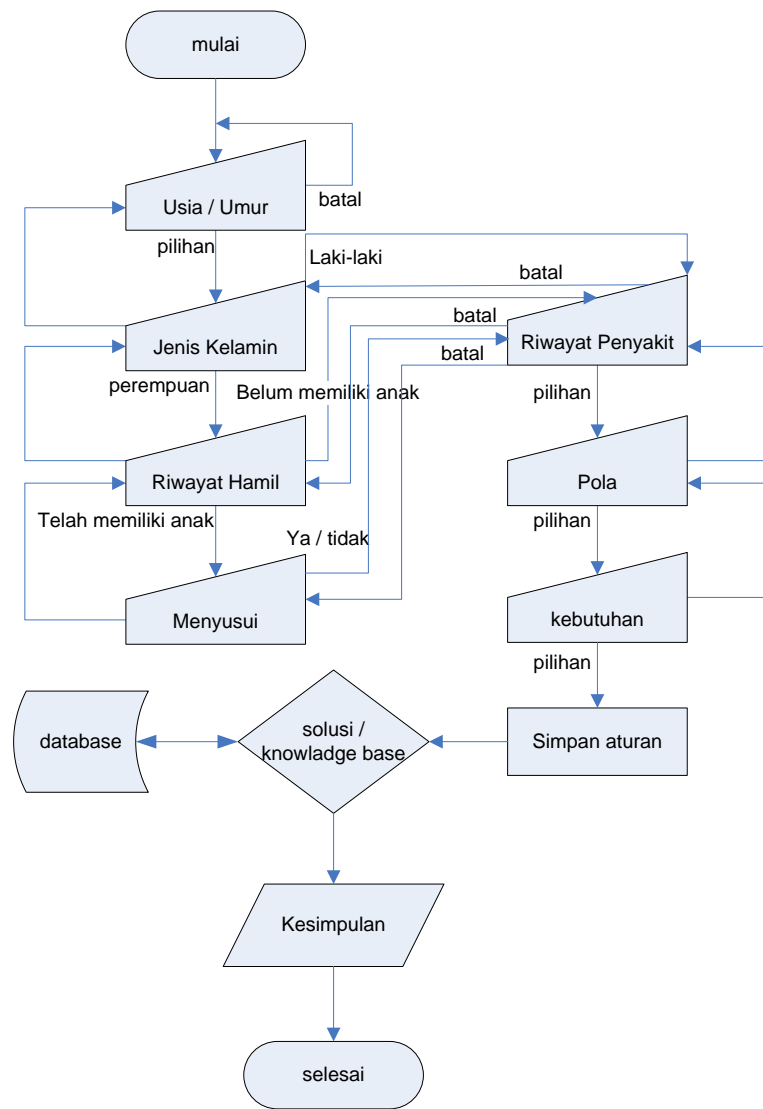 mulai
batal
Usia / Umur
pilihan
Laki-laki
batal
batal
Jenis Kelamin
Riwayat Penyakit
batal
perempuan
Belum memiliki anak
pilihan
Riwayat Hamil
Pola
Telah memiliki anak
pilihan
Ya / tidak
Menyusui
kebutuhan
pilihan
database
solusi /
knowladge base
Simpan aturan
Kesimpulan
selesai